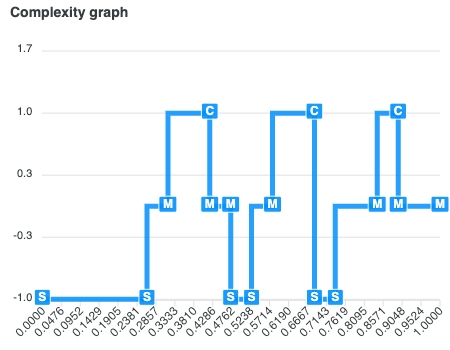 Complexity graph
1.7
1.0
C C C
0.3
M M M M M M M
-0.3
-1.0
S S S S S S
0.0000 0.0476 0.0952 0.1429 0.1905 0.2381 0.2857 0.3333 0.3810 0.4286 0.4762 0.5238 0.5714 0.6190 0.6667 0.7143 0.7619 0.8095 0.8571 0.9048 0.9524 1.0000